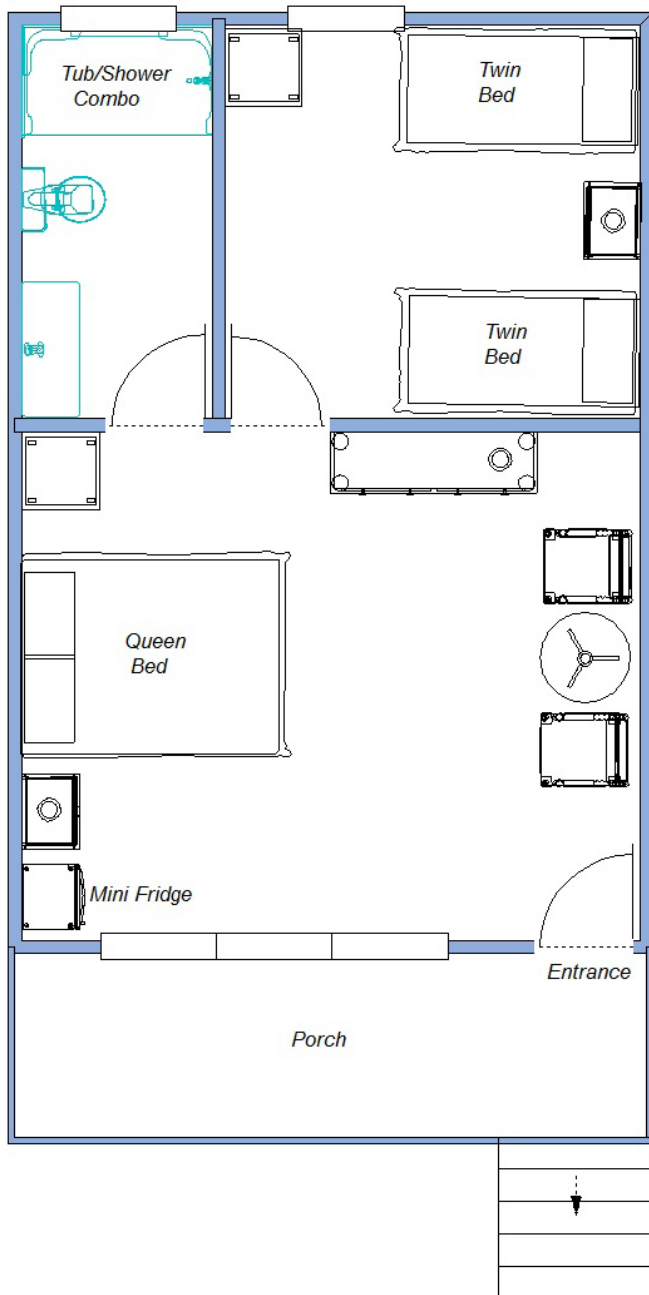 Tub/Shower
Combo
Twin
Bed
Twin
Bed
Queen
Bed
Mini Fridge
Entrance
Porch